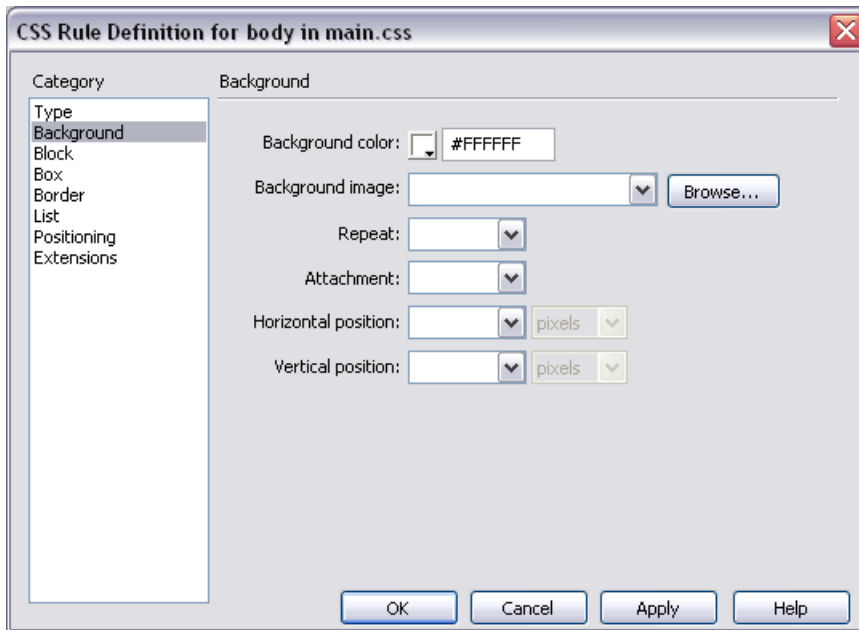 CSS Rule Definition for body in main.css
Category
Background
Type
Background
Block
Box
Border
List
Positioning
Extensions
Background color: #FFFFFF
Background image: Browse...
Repeat:
Attachment:
Horizontal position: pixels
Vertical position: pixels
OK Cancel Apply Help